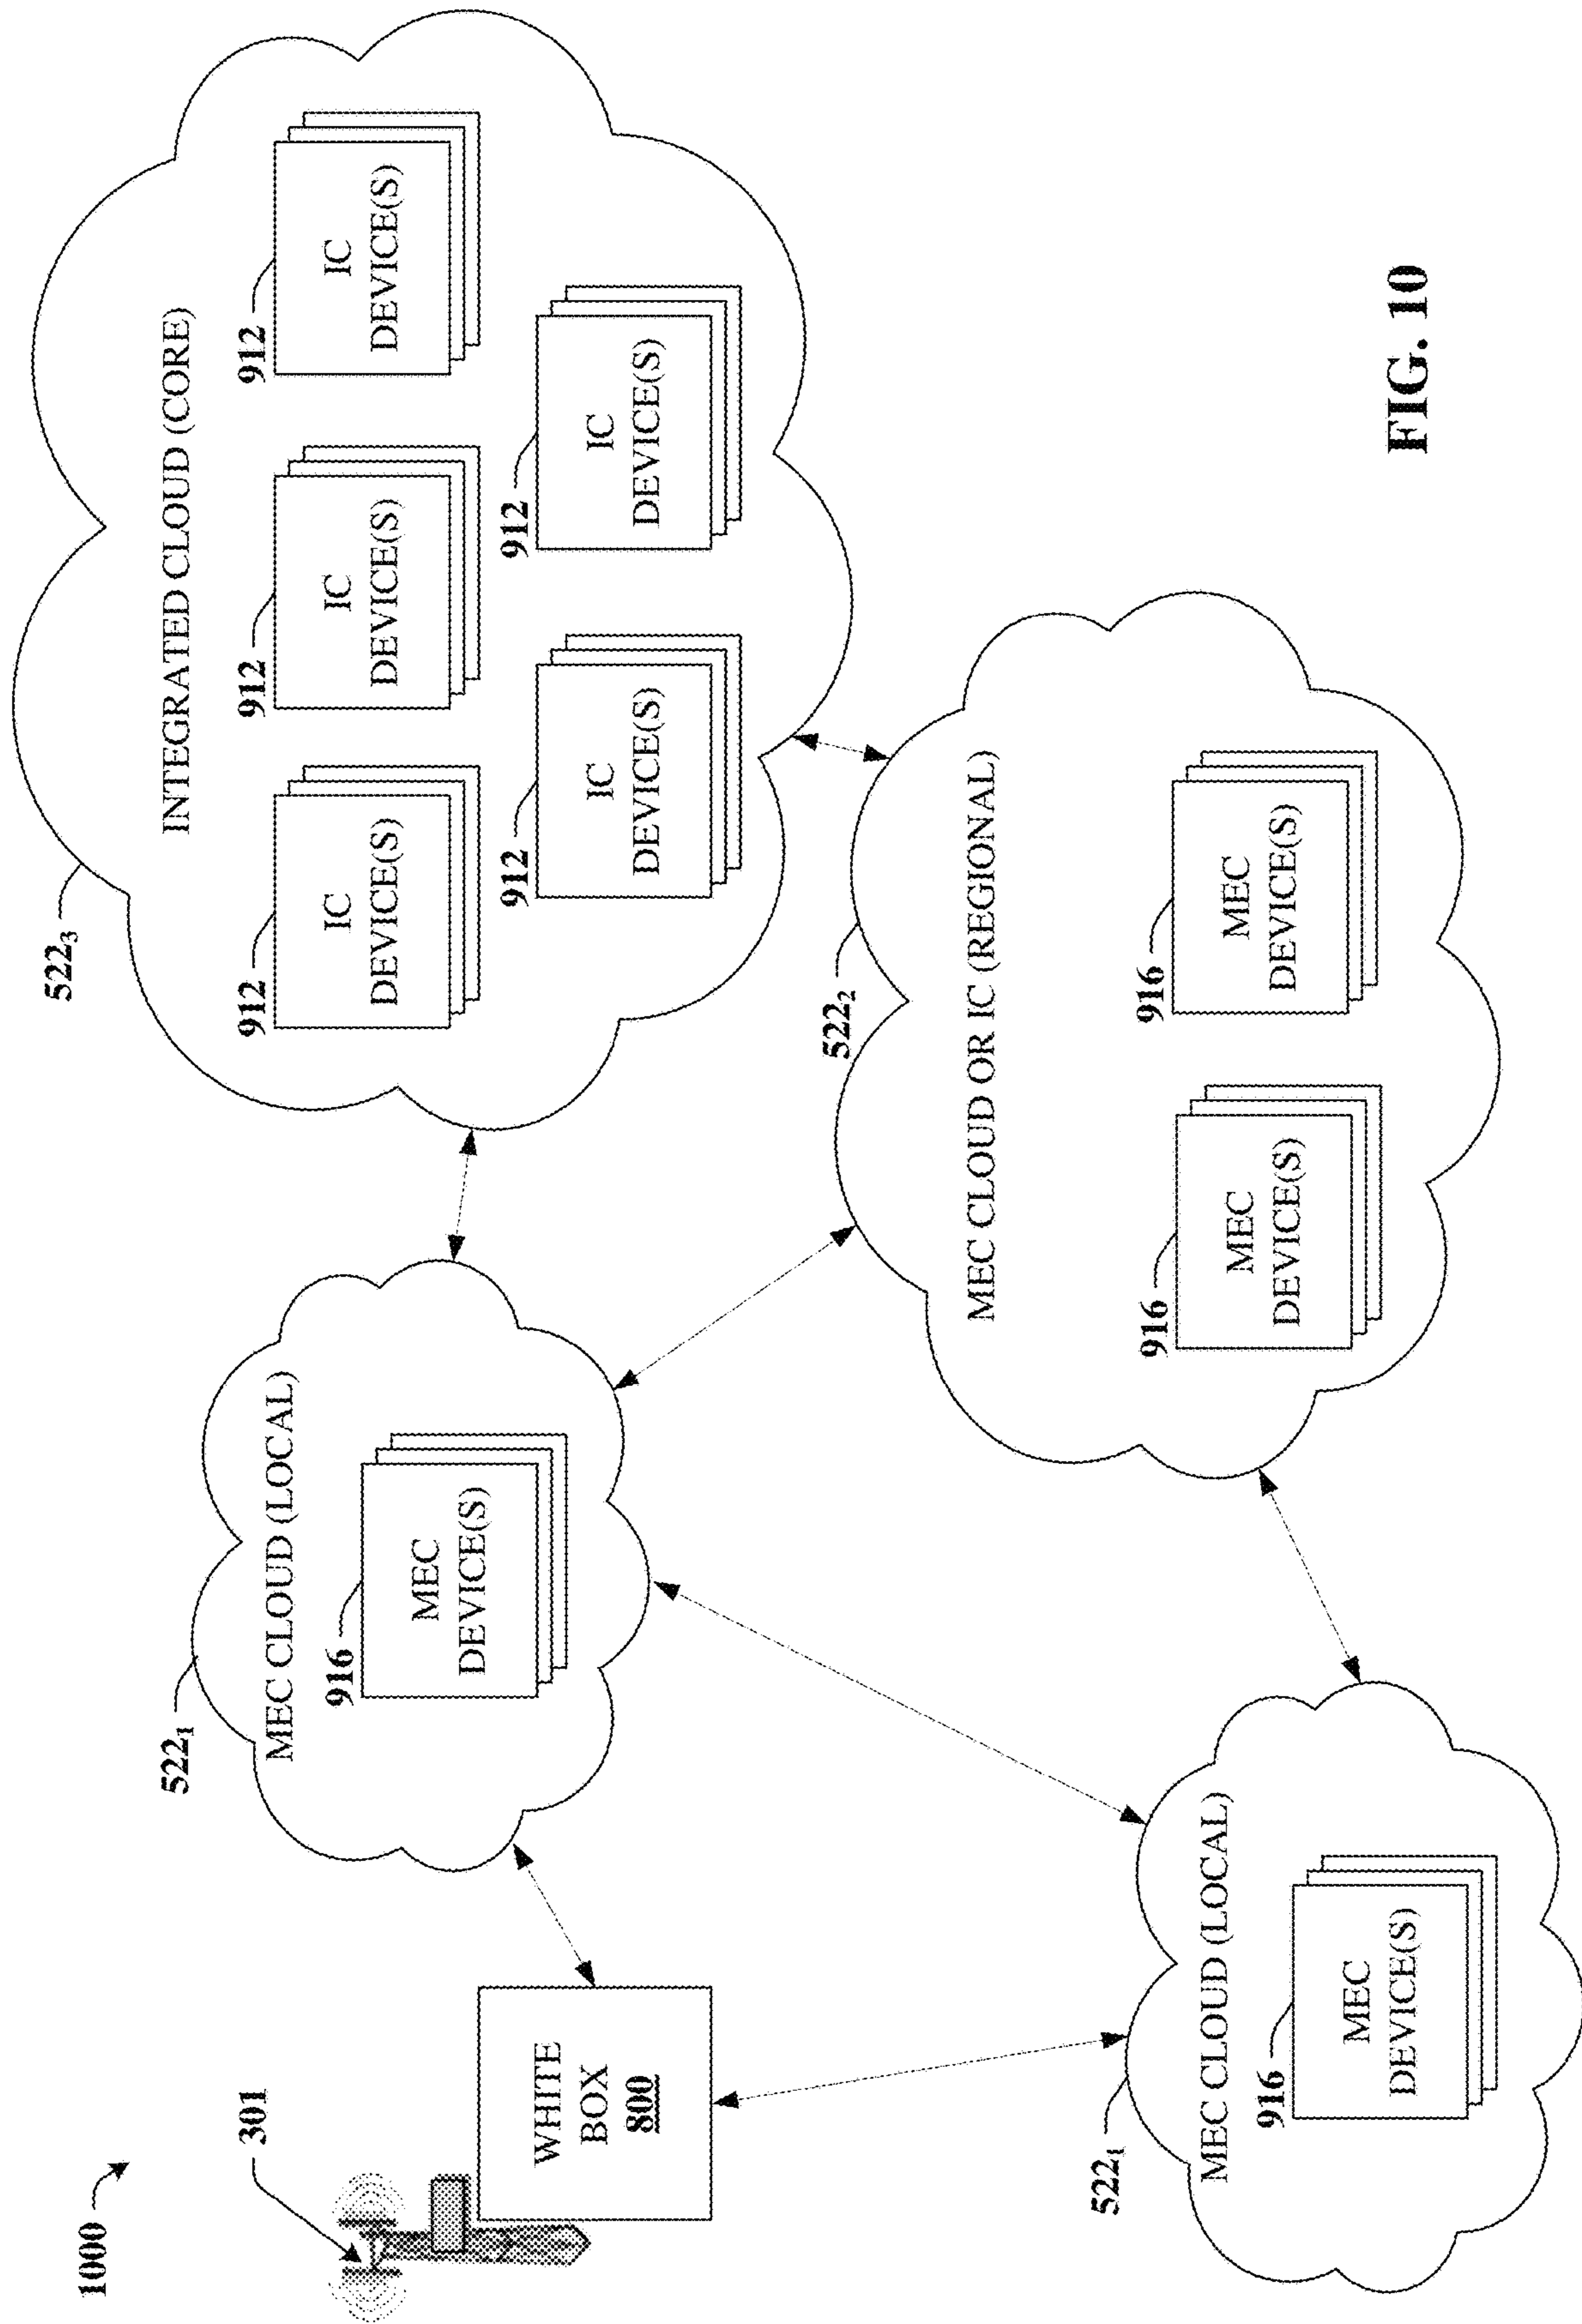 1000
301
WHITE
BOX
800
522₁
MEC CLOUD (LOCAL)
916
MEC
DEVICE(S)
522₃
INTEGRATED CLOUD (CORE)
912
IC
DEVICE(S)
912
IC
DEVICE(S)
912
IC
DEVICE(S)
912
IC
DEVICE(S)
912
IC
DEVICE(S)
522₁
MEC CLOUD (LOCAL)
916
MEC
DEVICE(S)
522₂
MEC CLOUD OR IC (REGIONAL)
916
MEC
DEVICE(S)
916
MEC
DEVICE(S)
FIG. 10